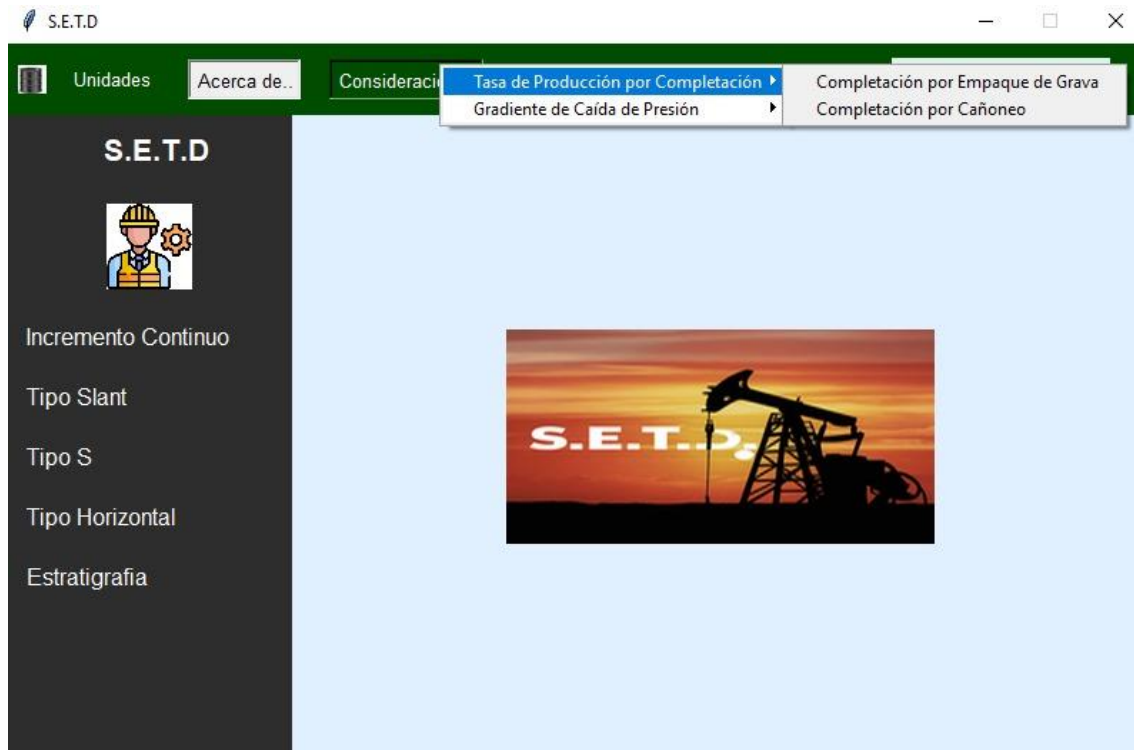 S.E.T.D
Unidades
Acerca de..
Consideraci
Tasa de Producción por Completación
Gradiente de Caída de Presión
Completación por Empaque de Grava
Completación por Cañoneo
S.E.T.D
Incremento Continuo
Tipo Slant
Tipo S
Tipo Horizontal
Estratigrafia
S.E.T.D.